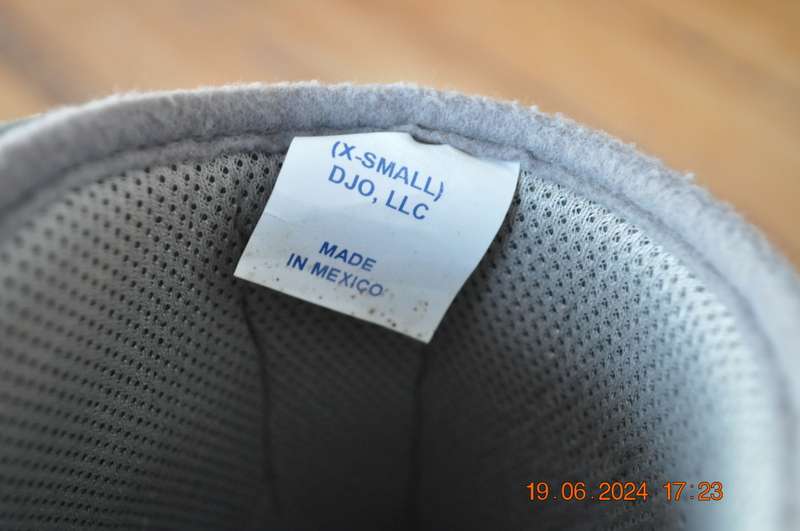 (X-SMALL)
DJO, LLC
MADE
IN MEXICO
19.06.2024 17:23